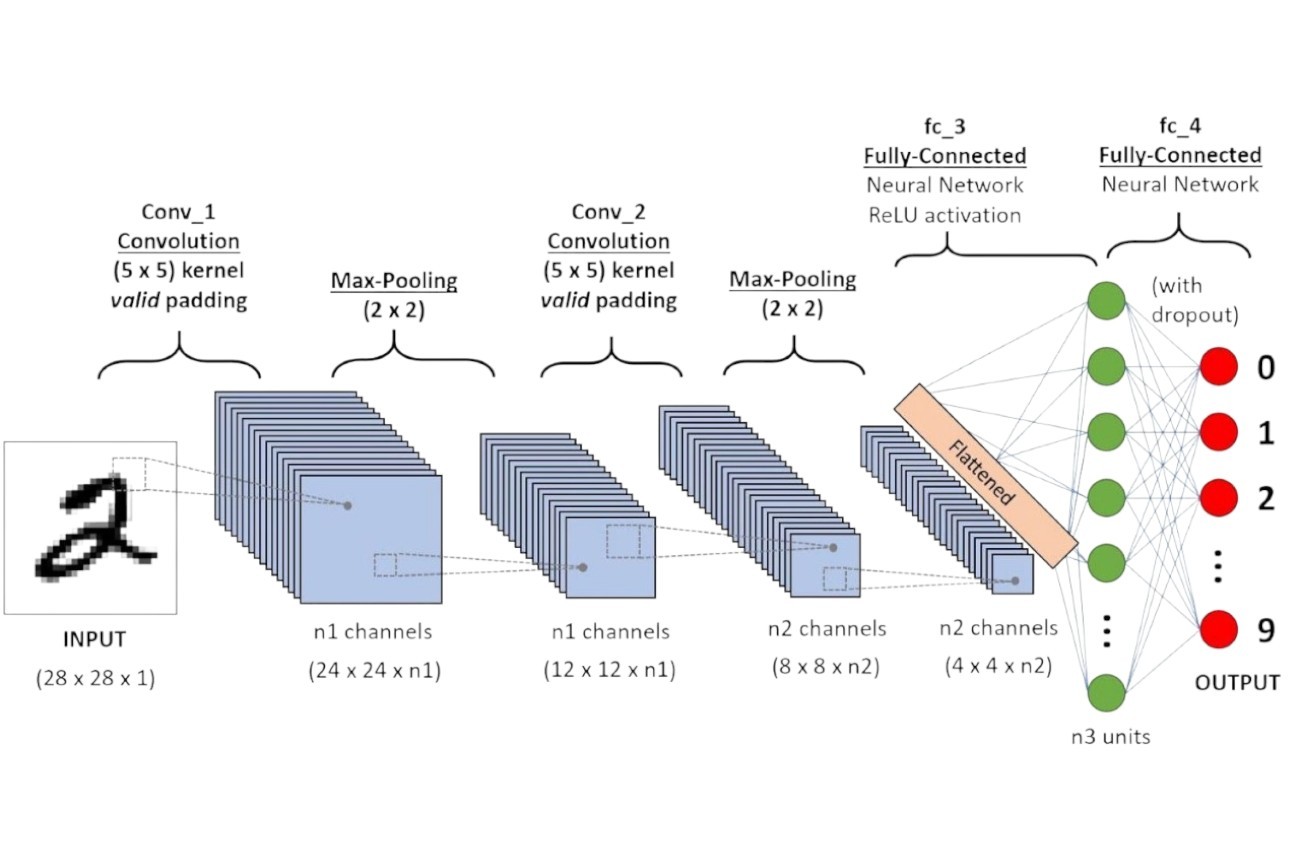 Conv_1
Convolution
(5 x 5) kernel
valid padding
Max-Pooling
(2 x 2)
Conv_2
Convolution
(5 x 5) kernel
valid padding
Max-Pooling
(2 x 2)
fc_3
Fully-Connected
Neural Network
ReLU activation
fc_4
Fully-Connected
Neural Network
(with
dropout)
Flattened
0
1
2
9
OUTPUT
INPUT
(28 x 28 x 1)
n1 channels
(24 x 24 x n1)
n1 channels
(12 x 12 x n1)
n2 channels
(8 x 8 x n2)
n2 channels
(4 x 4 x n2)
n3 units
2